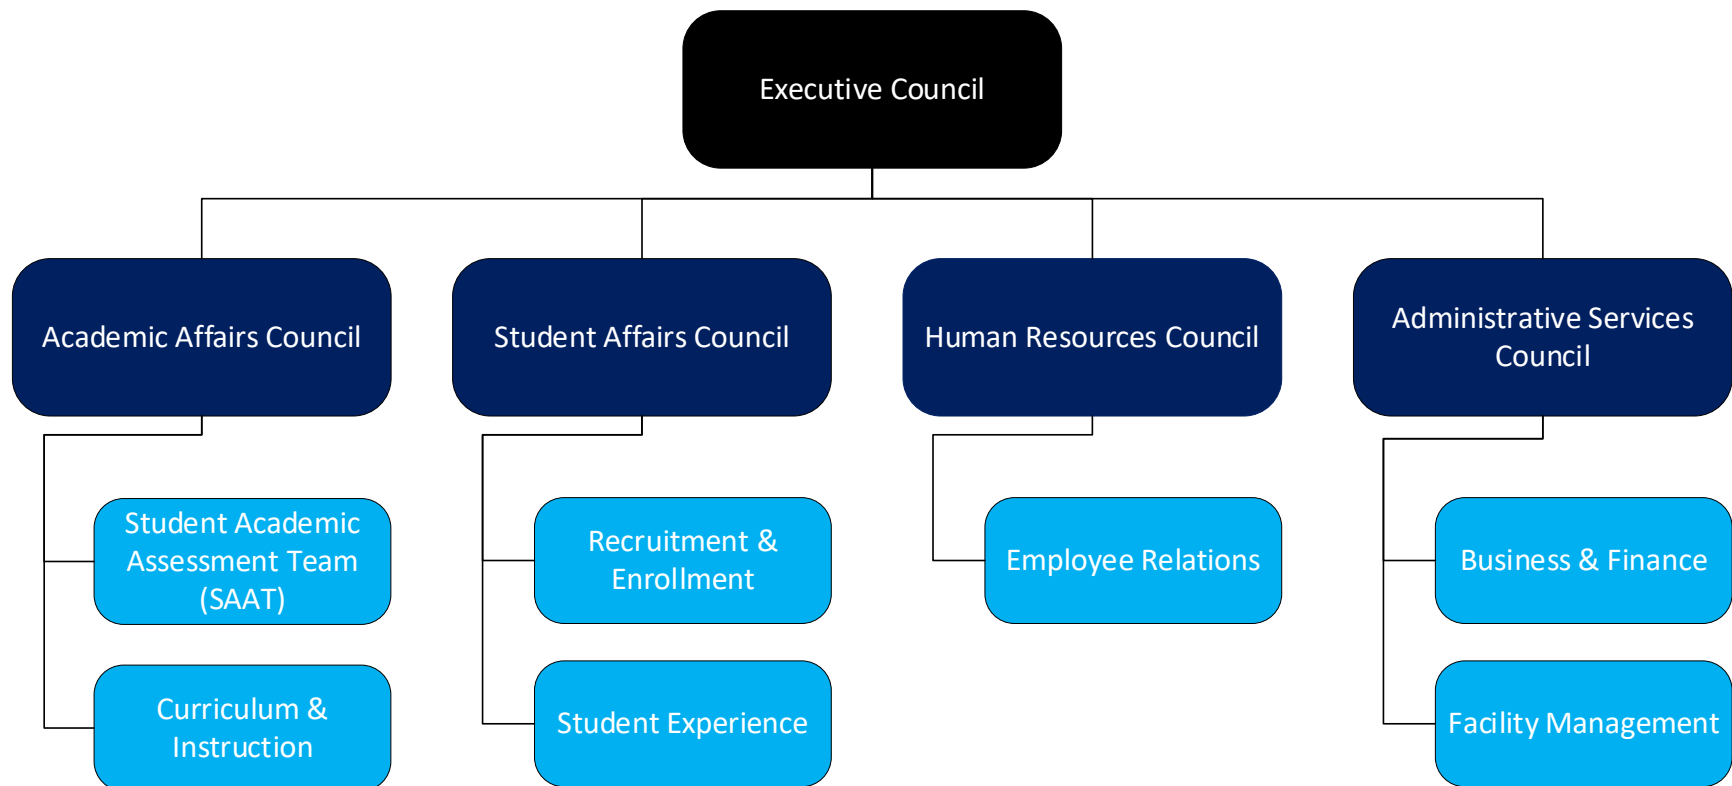 Executive Council
Academic Affairs Council
Student Affairs Council
Human Resources Council
Administrative Services
Council
Student Academic
Assessment Team
(SAAT)
Recruitment &
Enrollment
Employee Relations
Business & Finance
Curriculum &
Instruction
Student Experience
Facility Management